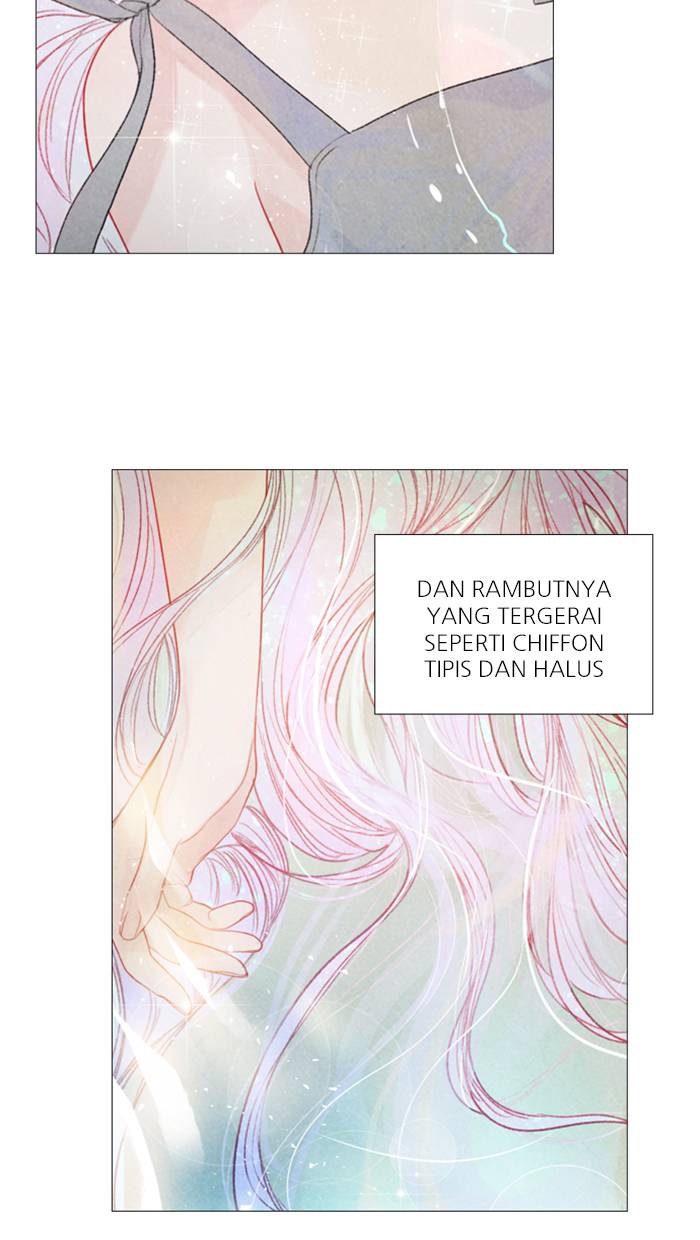 DAN RAMBUTNYA
YANG TERGERAI
SEPERTI CHIFFON
TIPIS DAN HALUS